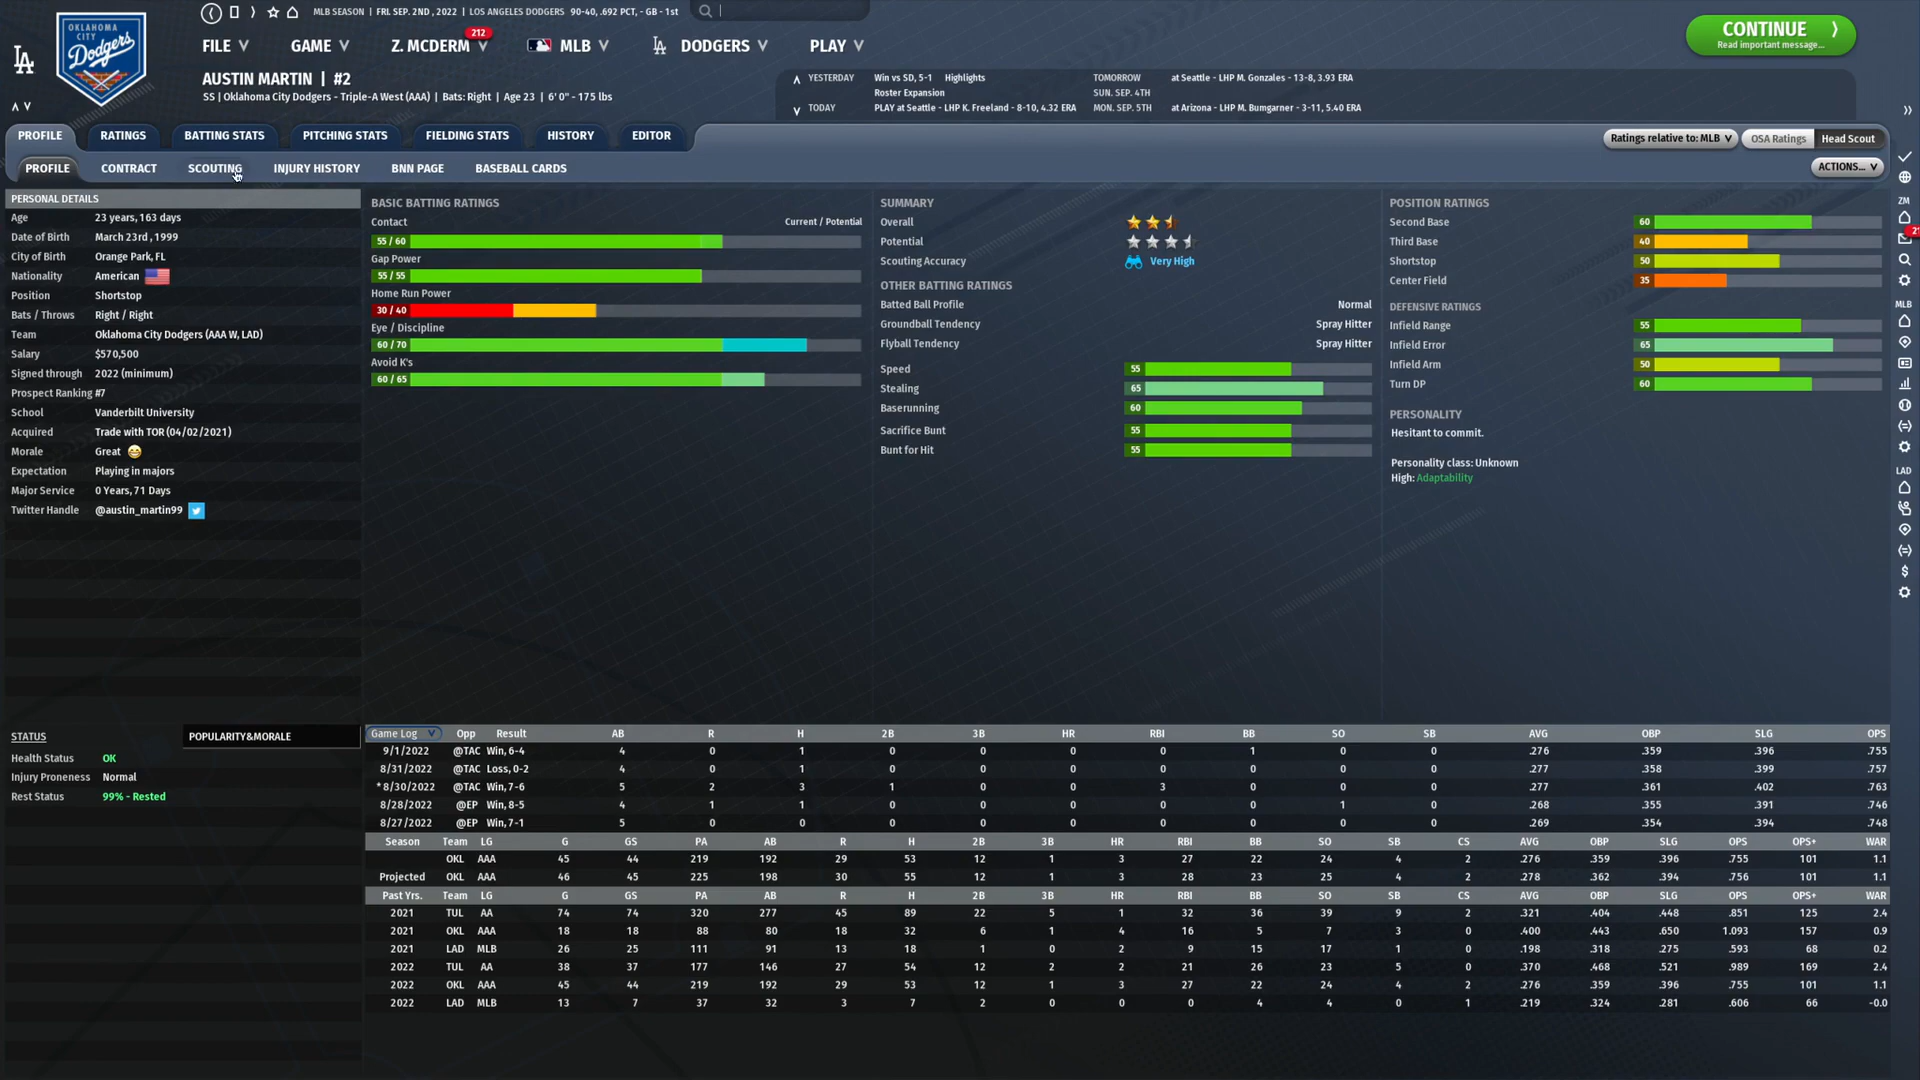 MLB SEASON | FRI. SEP. 2ND , 2022 | LOS ANGELES DODGERS 90-40, .692 PCT, - GB - 1st
OKLAHOMA CITY
Dodgers
LA
FILE GAME Z. MCDERM 212 MLB DODGERS PLAY
CONTINUE
Read important message...
AUSTIN MARTIN | #2
SS | Oklahoma City Dodgers - Triple-A West (AAA) | Bats: Right | Age 23 | 6' 0" - 175 lbs
YESTERDAY Win vs SD, 5-1 Highlights TOMORROW at Seattle - LHP M. Gonzales - 13-8, 3.93 ERA
Roster Expansion SUN. SEP. 4TH
TODAY PLAY at Seattle - LHP K. Freeland - 8-10, 4.32 ERA MON. SEP. 5TH at Arizona - LHP M. Bumgarner - 3-11, 5.40 ERA
PROFILE RATINGS BATTING STATS PITCHING STATS FIELDING STATS HISTORY EDITOR
Ratings relative to: MLB OSA Ratings Head Scout
PROFILE CONTRACT SCOUTING INJURY HISTORY BNN PAGE BASEBALL CARDS
ACTIONS...
PERSONAL DETAILS
Age 23 years, 163 days
Date of Birth March 23rd , 1999
City of Birth Orange Park, FL
Nationality American
Position Shortstop
Bats / Throws Right / Right
Team Oklahoma City Dodgers (AAA W, LAD)
Salary $570,500
Signed through 2022 (minimum)
Prospect Ranking #7
School Vanderbilt University
Acquired Trade with TOR (04/02/2021)
Morale Great
Expectation Playing in majors
Major Service 0 Years, 71 Days
Twitter Handle @austin_martin99
BASIC BATTING RATINGS
Contact Current / Potential
55 / 60
Gap Power
55 / 55
Home Run Power
30 / 40
Eye / Discipline
60 / 70
Avoid K's
60 / 65
SUMMARY
Overall
Potential
Scouting Accuracy Very High
OTHER BATTING RATINGS
Batted Ball Profile Normal
Groundball Tendency Spray Hitter
Flyball Tendency Spray Hitter
Speed 55
Stealing 65
Baserunning 60
Sacrifice Bunt 55
Bunt for Hit 55
POSITION RATINGS
Second Base 60
Third Base 40
Shortstop 50
Center Field 35
DEFENSIVE RATINGS
Infield Range 55
Infield Error 65
Infield Arm 50
Turn DP 60
PERSONALITY
Hesitant to commit.
Personality class: Unknown
High: Adaptability
ZM
21
MLB
LAD
STATUS POPULARITY&MORALE
Health Status OK
Injury Proneness Normal
Rest Status 99% - Rested
Game Log Opp Result AB R H 2B 3B HR RBI BB SO SB AVG OBP SLG OPS
9/1/2022 @TAC Win, 6-4 4 0 1 0 0 0 0 1 0 0 .276 .359 .396 .755
8/31/2022 @TAC Loss, 0-2 4 0 1 0 0 0 0 0 0 0 .277 .358 .399 .757
* 8/30/2022 @TAC Win, 7-6 5 2 3 1 0 0 3 0 0 0 .277 .361 .402 .763
8/28/2022 @EP Win, 8-5 4 1 1 0 0 0 0 0 1 0 .268 .355 .391 .746
8/27/2022 @EP Win, 7-1 5 0 0 0 0 0 0 0 0 0 .269 .354 .394 .748
Season Team LG G GS PA AB R H 2B 3B HR RBI BB SO SB CS AVG OBP SLG OPS OPS+ WAR
OKL AAA 45 44 219 192 29 53 12 1 3 27 22 24 4 2 .276 .359 .396 .755 101 1.1
Projected OKL AAA 46 45 225 198 30 55 12 1 3 28 23 25 4 2 .278 .362 .394 .756 101 1.1
Past Yrs. Team LG G GS PA AB R H 2B 3B HR RBI BB SO SB CS AVG OBP SLG OPS OPS+ WAR
2021 TUL AA 74 74 320 277 45 89 22 5 1 32 36 39 9 2 .321 .404 .448 .851 125 2.4
2021 OKL AAA 18 18 88 80 18 32 6 1 4 16 5 7 3 0 .400 .443 .650 1.093 157 0.9
2021 LAD MLB 26 25 111 91 13 18 1 0 2 9 15 17 1 0 .198 .318 .275 .593 68 0.2
2022 TUL AA 38 37 177 146 27 54 12 2 2 21 26 23 5 0 .370 .468 .521 .989 169 2.4
2022 OKL AAA 45 44 219 192 29 53 12 1 3 27 22 24 4 2 .276 .359 .396 .755 101 1.1
2022 LAD MLB 13 7 37 32 3 7 2 0 0 0 4 4 0 1 .219 .324 .281 .606 66 -0.0